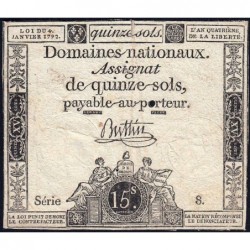 LOI DU 4. JANVIER 1792.
quinze-sols.
L'AN QUATRIÈME DE LA LIBERTÉ.
Domaines nationaux.
Assignat
de quinze-sols,
payable-au-porteur.
Buttin
Série 8.
15.s
LA LOI PUNIT DE MORT LE CONTREFACTEUR.
LA NATION RÉCOMPENSE LE DÉNONCIATEUR.